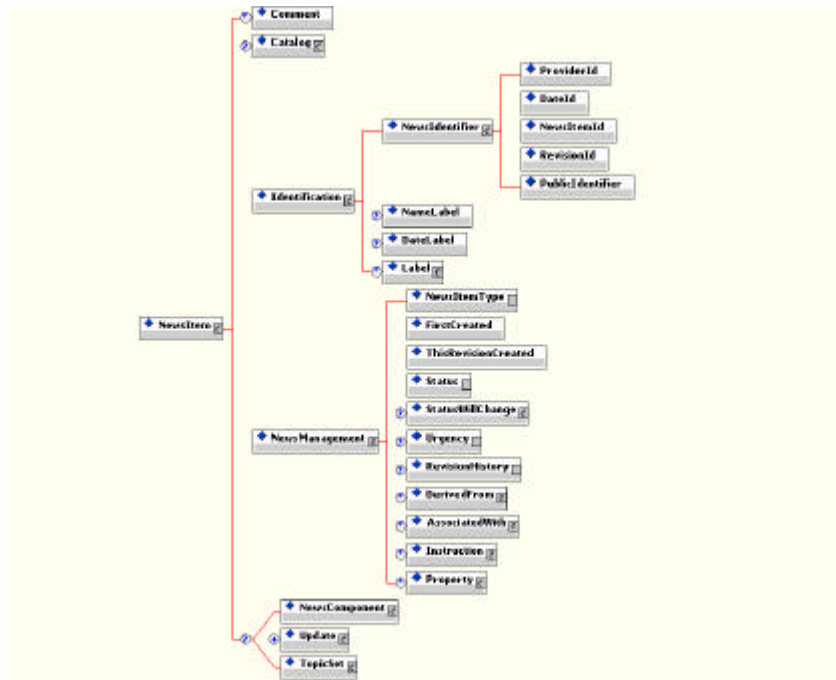 Comment
Catalog
ProviderId
DateId
NewsIdentifier
NewsItemId
RevisionId
PublicIdentifier
Identification
NameLabel
DateLabel
Label
NewsItemType
NewsItem
FirstCreated
ThisRevisionCreated
Status
StatusWillChange
NewsManagement
Urgency
RevisionHistory
DerivedFrom
AssociatedWith
Instruction
Property
NewsComponent
Update
TopicSet